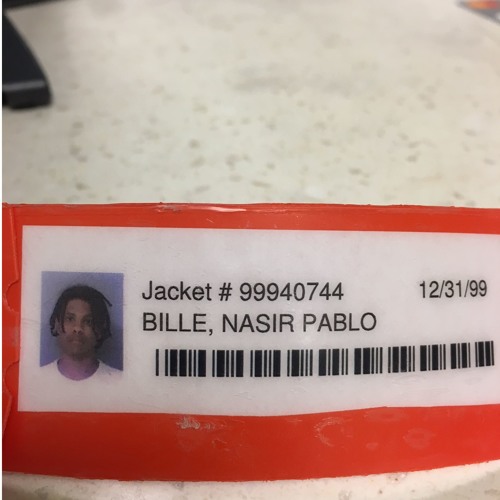 Jacket # 99940744 12/31/99
BILLE, NASIR PABLO